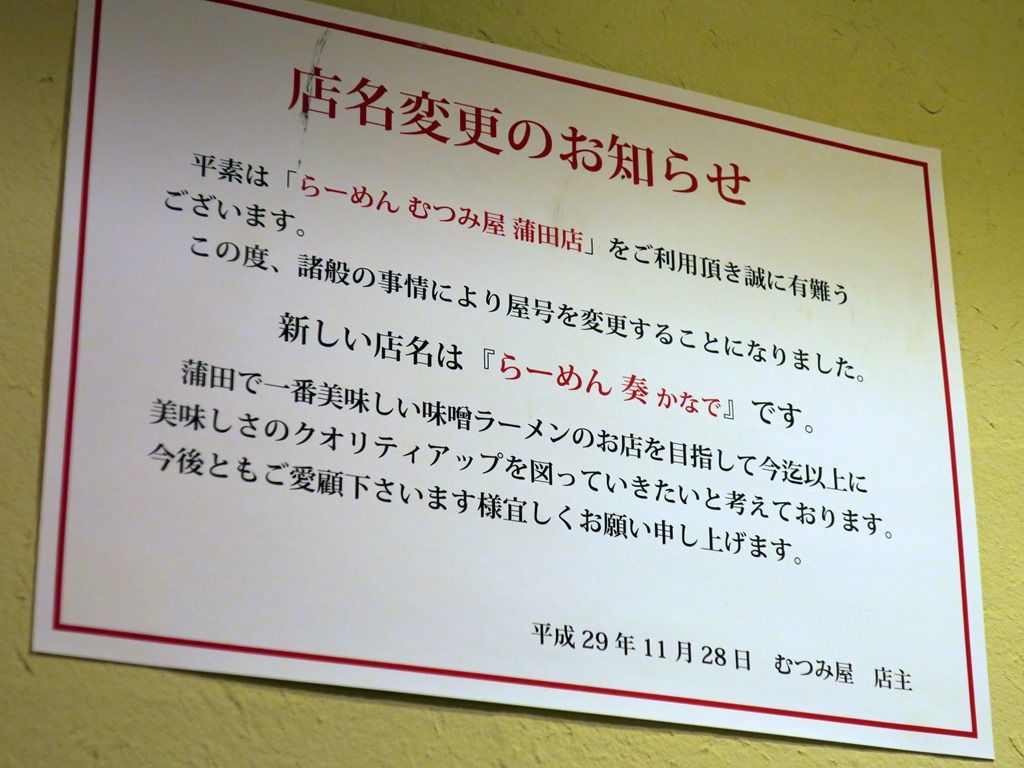 店名変更のお知らせ
平素は「らーめん むつみ屋 蒲田店」をご利用頂き誠に有難う
ございます。
この度、諸般の事情により屋号を変更することになりました。
新しい店名は『らーめん 奏 かなで』です。
蒲田で一番美味しい味噌ラーメンのお店を目指して今迄以上に
美味しさのクオリティアップを図っていきたいと考えております。
今後ともご愛顧下さいます様宜しくお願い申し上げます。
平成29年11月28日　むつみ屋　店主